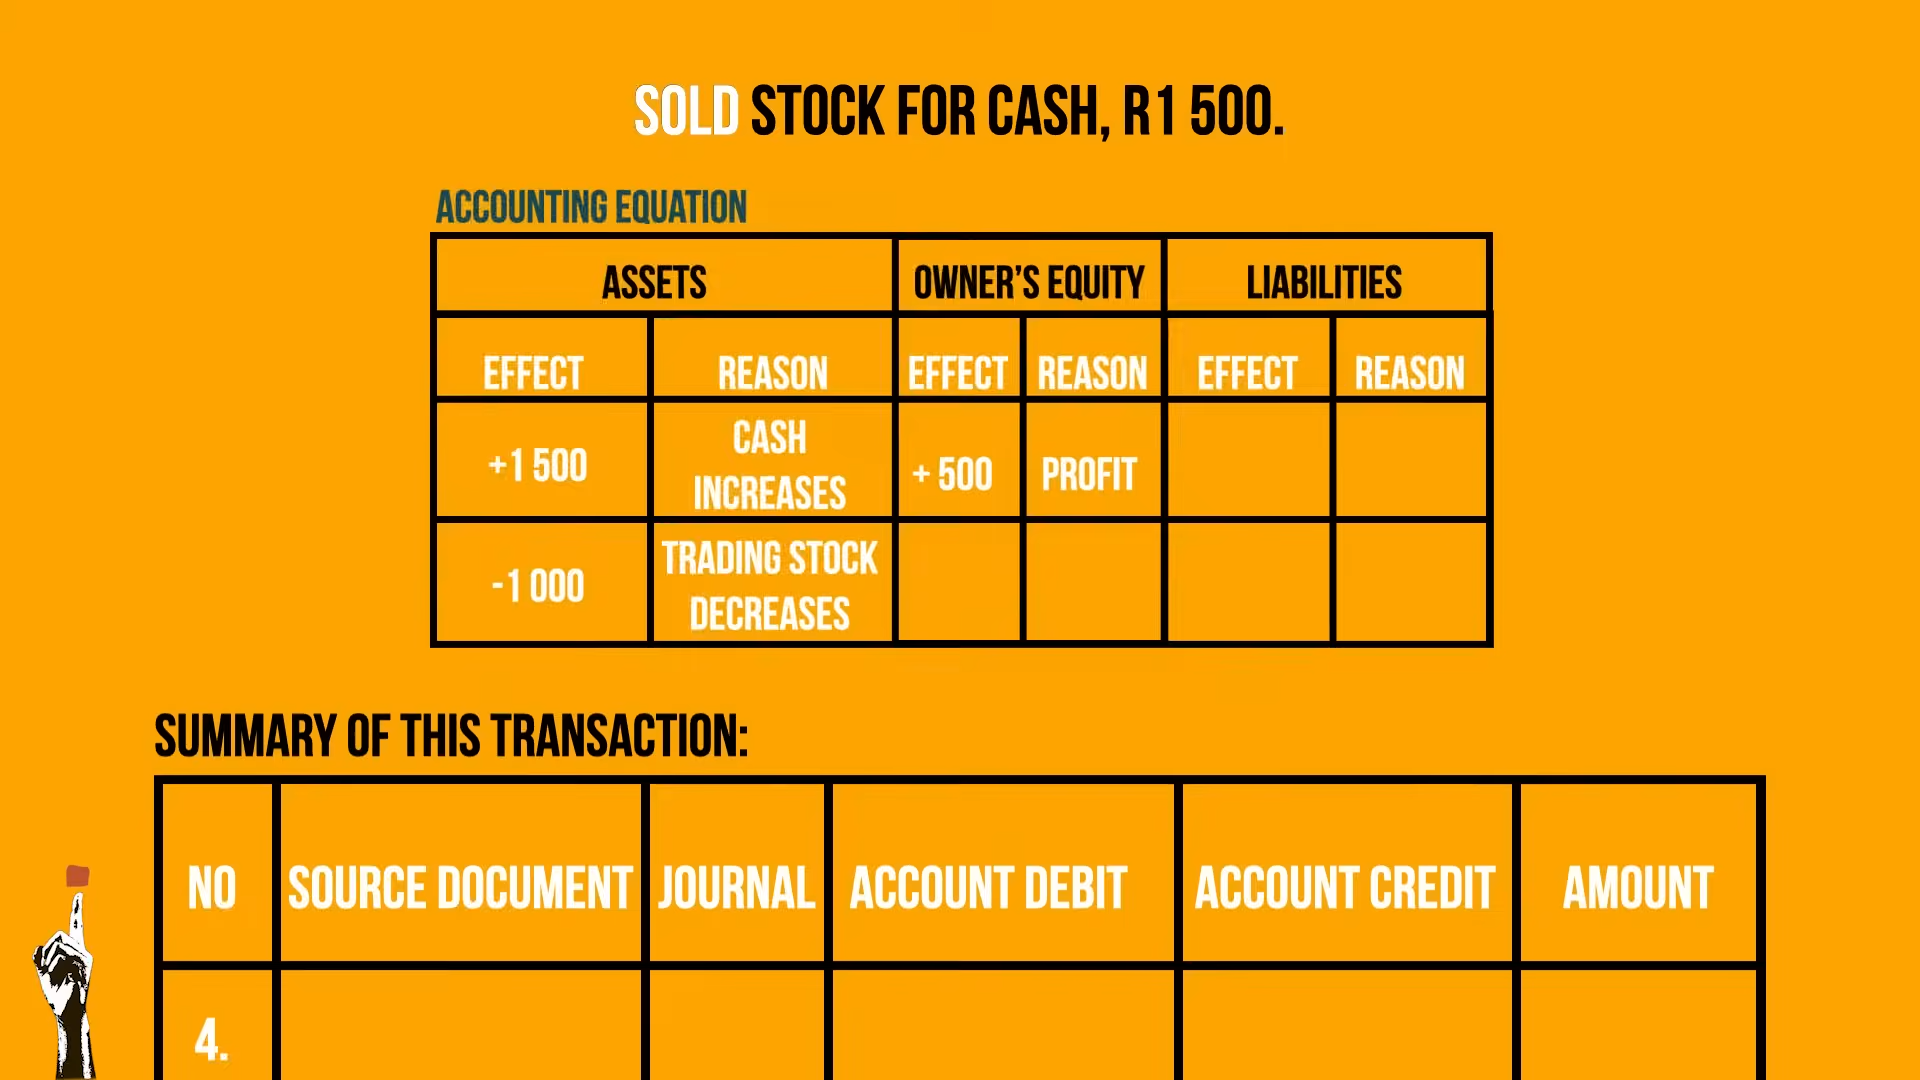 SOLD STOCK FOR CASH, R1 500.
ACCOUNTING EQUATION
ASSETS OWNER'S EQUITY LIABILITIES
EFFECT REASON EFFECT REASON EFFECT REASON
+1 500 CASH INCREASES + 500 PROFIT
-1 000 TRADING STOCK DECREASES
SUMMARY OF THIS TRANSACTION:
NO SOURCE DOCUMENT JOURNAL ACCOUNT DEBIT ACCOUNT CREDIT AMOUNT
4.